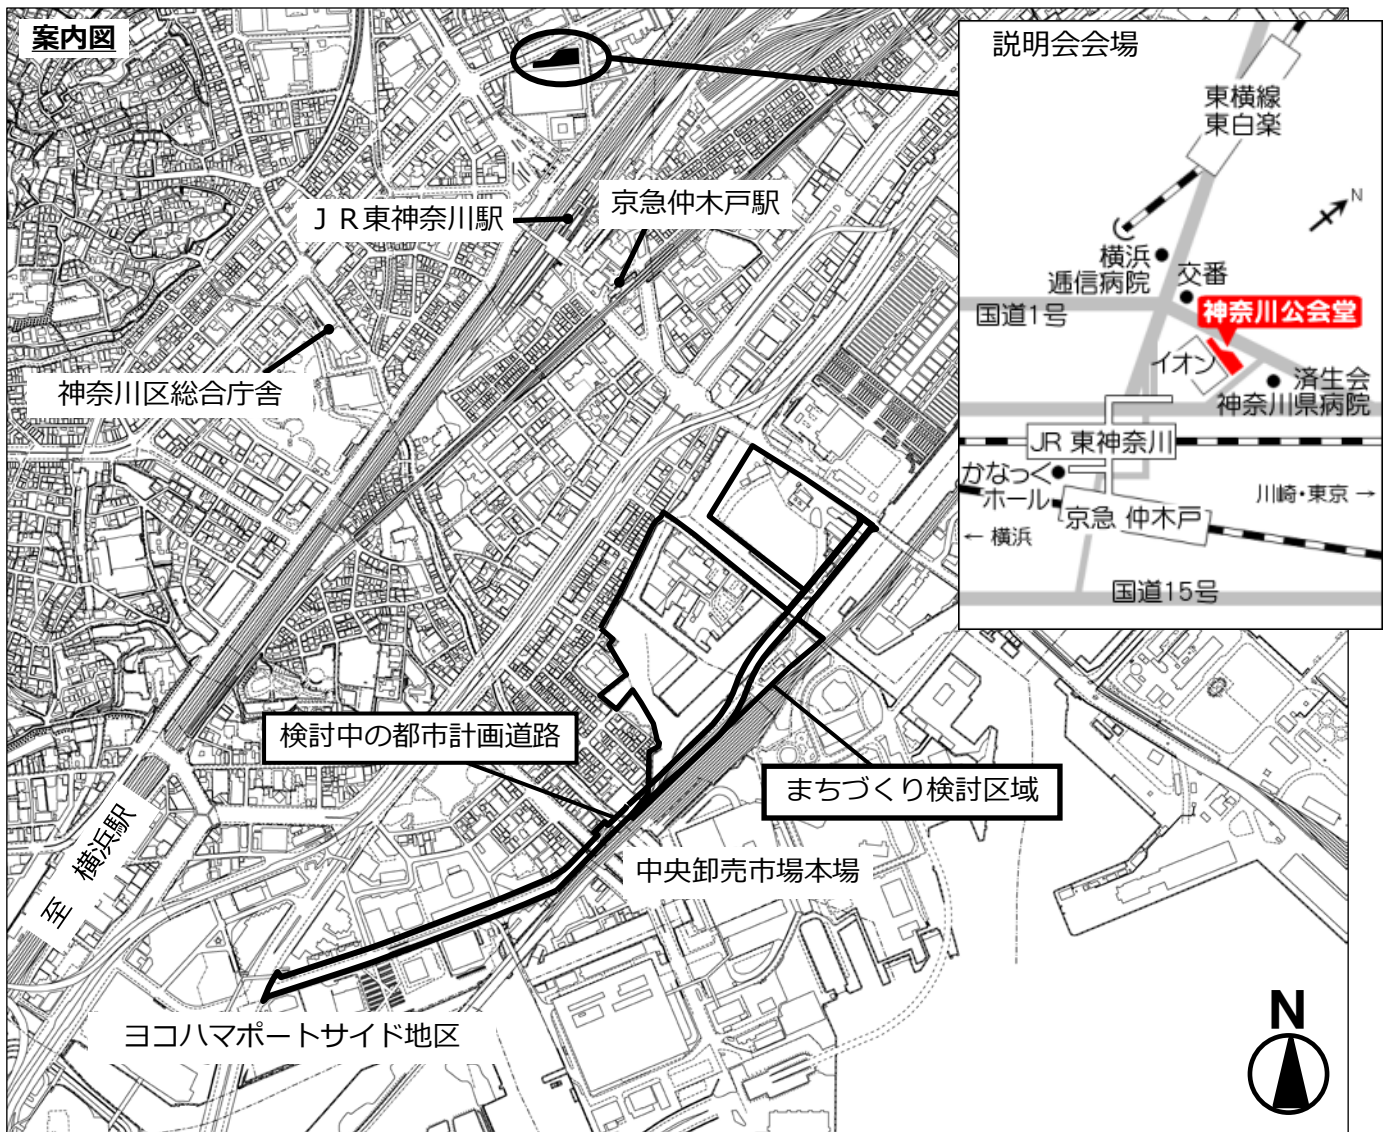 案内図
ＪＲ東神奈川駅
京急仲木戸駅
神奈川区総合庁舎
検討中の都市計画道路
まちづくり検討区域
至　横浜駅
中央卸売市場本場
ヨコハマポートサイド地区
N
説明会会場
東横線
東白楽
N
横浜
逓信病院
交番
国道1号
神奈川公会堂
イオン
済生会
神奈川県病院
JR 東神奈川
かなっく
ホール
川崎・東京 →
京急 仲木戸
← 横浜
国道15号